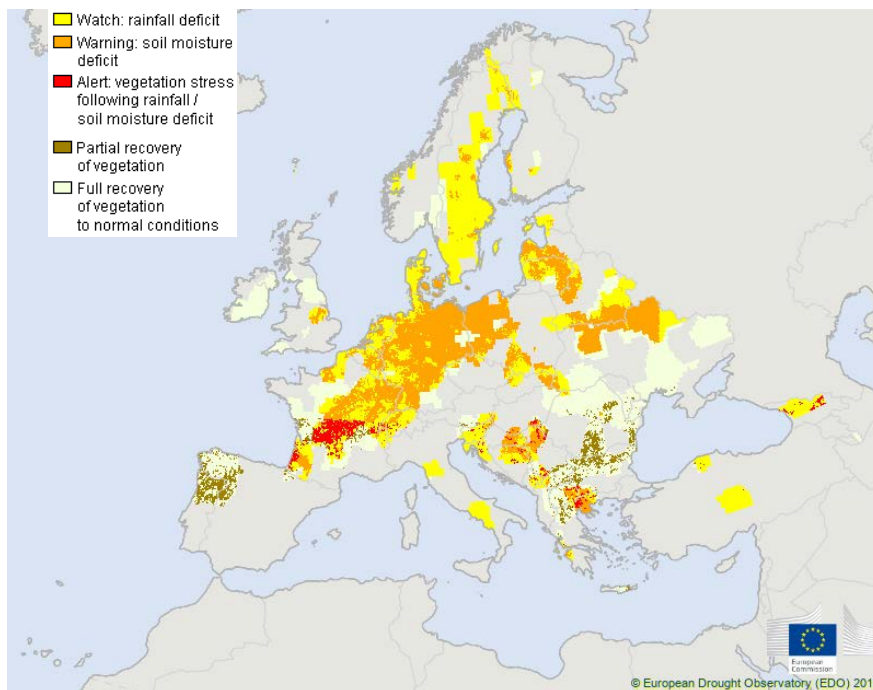 Watch: rainfall deficit
Warning: soil moisture
deficit
Alert: vegetation stress
following rainfall /
soil moisture deficit
Partial recovery
of vegetation
Full recovery
of vegetation
to normal conditions
European
Commission
© European Drought Observatory (EDO) 201